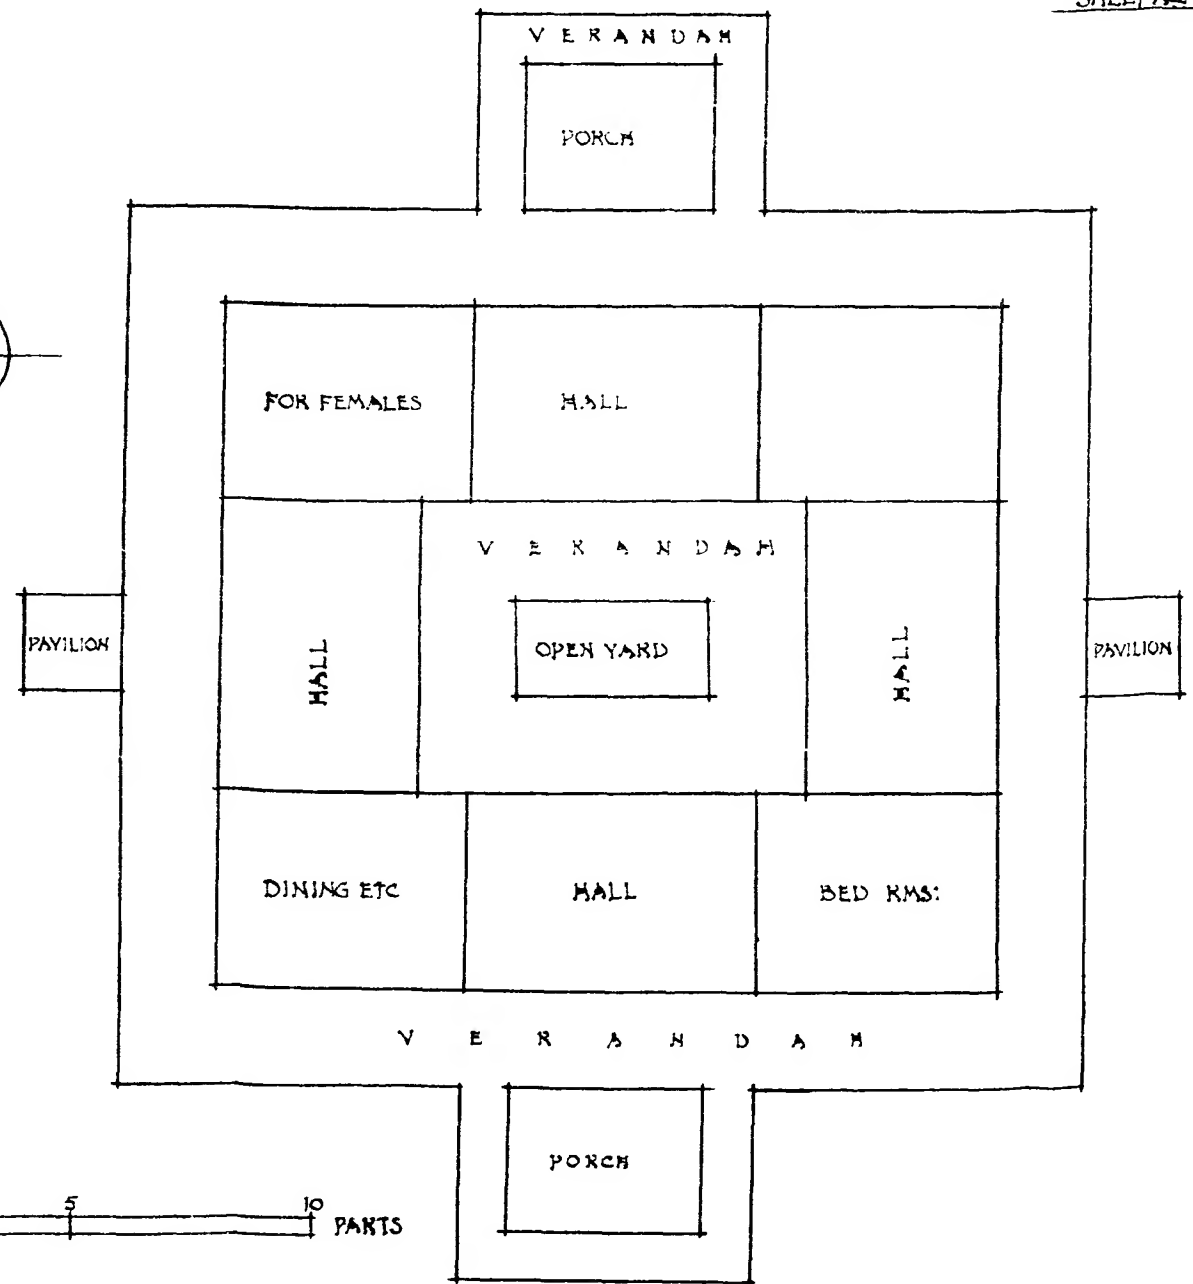 VERANDAH
PORCH
FOR FEMALES
HALL
VERANDAH
PAVILION
HALL
OPEN YARD
HALL
PAVILION
DINING ETC
HALL
BED RMS:
VERANDAH
PORCH
5 10 PARTS